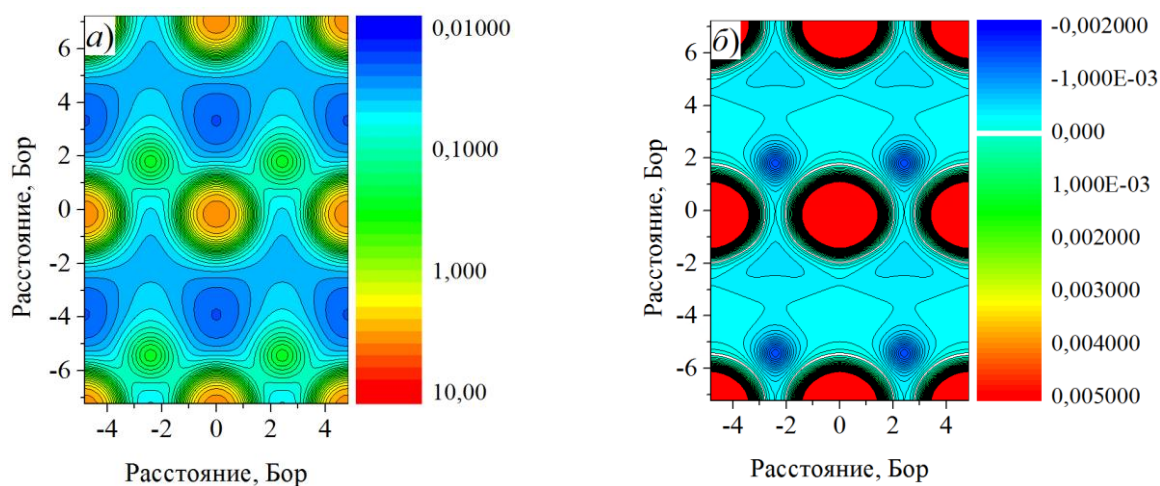 а)
6
4
2
0
-2
-4
-6
-4 -2 0 2 4
Расстояние, Бор
Расстояние, Бор
0,01000
0,1000
1,000
10,00
б)
6
4
2
0
-2
-4
-6
-4 -2 0 2 4
Расстояние, Бор
Расстояние, Бор
-0,002000
-1,000E-03
0,000
1,000E-03
0,002000
0,003000
0,004000
0,005000